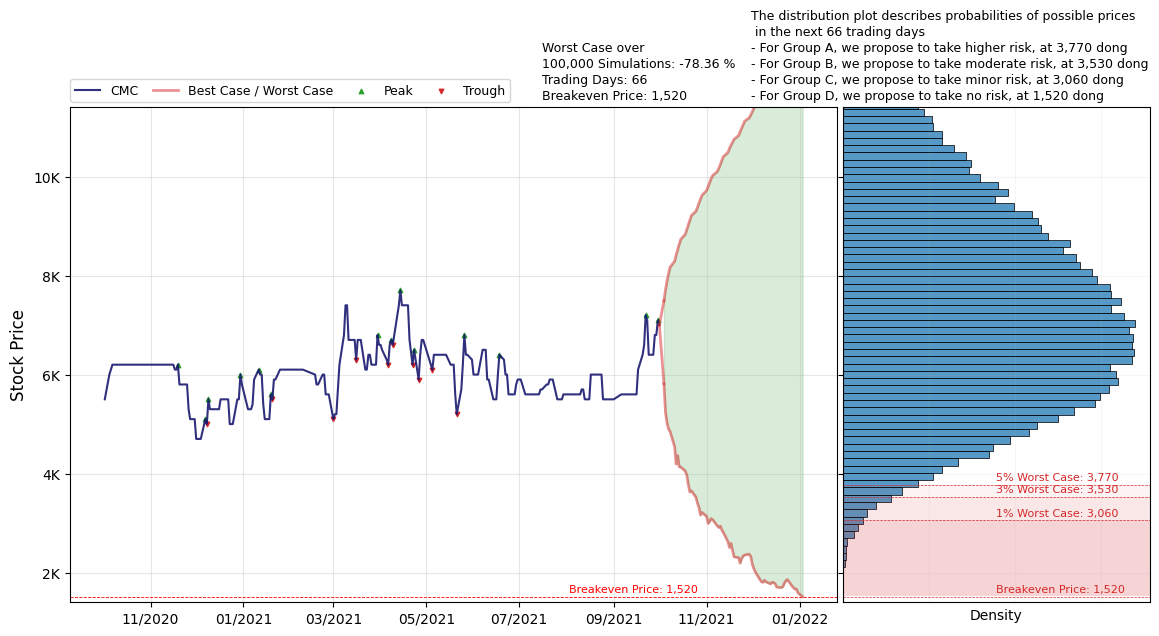 The distribution plot describes probabilities of possible prices
in the next 66 trading days
- For Group A, we propose to take higher risk, at 3,770 dong
- For Group B, we propose to take moderate risk, at 3,530 dong
- For Group C, we propose to take minor risk, at 3,060 dong
- For Group D, we propose to take no risk, at 1,520 dong
Worst Case over
100,000 Simulations: -78.36 %
Trading Days: 66
Breakeven Price: 1,520
CMC
Best Case / Worst Case
Peak
Trough
Stock Price
10K
8K
6K
4K
2K
Breakeven Price: 1,520
11/2020
01/2021
3/2021
05/2021
07/2021
09/2021
11/2021
01/2022
5% Worst Case: 3,770
3% Worst Case: 3,530
1% Worst Case: 3,060
Breakeven Price: 1,520
Density